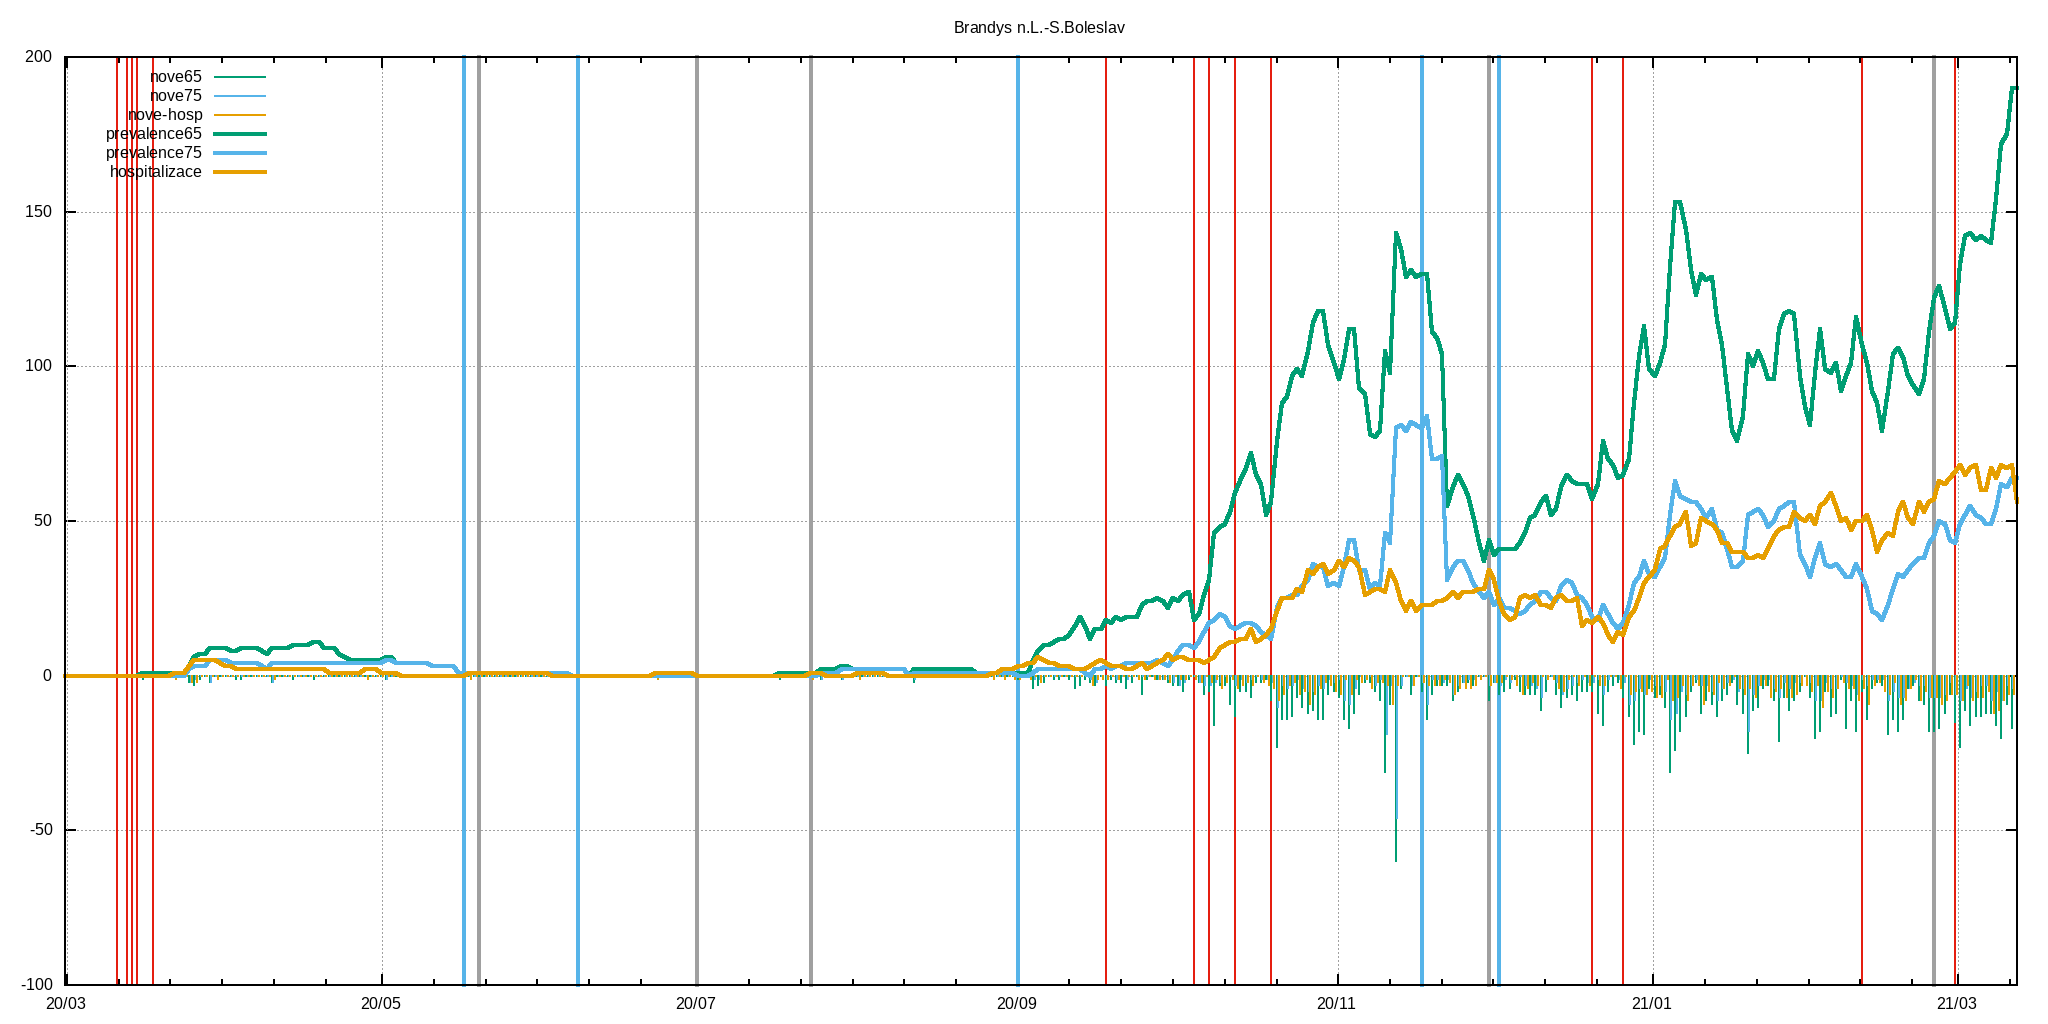 Brandys n.L.-S.Boleslav
200
150
100
50
0
-50
-100
nove65
nove75
nove-hosp
prevalence65
prevalence75
hospitalizace
20/03 20/05 20/07 20/09 20/11 21/01 21/03